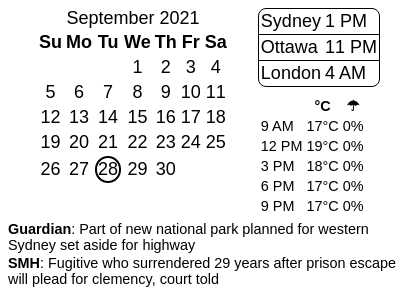 September 2021
Su Mo Tu We Th Fr Sa
1 2 3 4
5 6 7 8 9 10 11
12 13 14 15 16 17 18
19 20 21 22 23 24 25
26 27 28 29 30
Sydney 1 PM
Ottawa 11 PM
London 4 AM
°C ☂
9 AM 17°C 0%
12 PM 19°C 0%
3 PM 18°C 0%
6 PM 17°C 0%
9 PM 17°C 0%
Guardian: Part of new national park planned for western
Sydney set aside for highway
SMH: Fugitive who surrendered 29 years after prison escape
will plead for clemency, court told